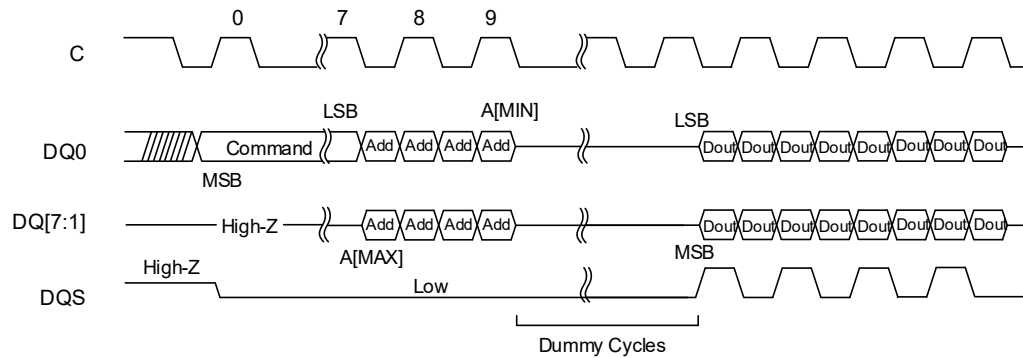 0 7 8 9
C
LSB A[MIN] LSB
DQ0 Command Add Add Add Add Dout Dout Dout Dout Dout Dout Dout Dout
MSB
DQ[7:1] High-Z Add Add Add Add Dout Dout Dout Dout Dout Dout Dout Dout
A[MAX] MSB
High-Z
DQS Low
Dummy Cycles